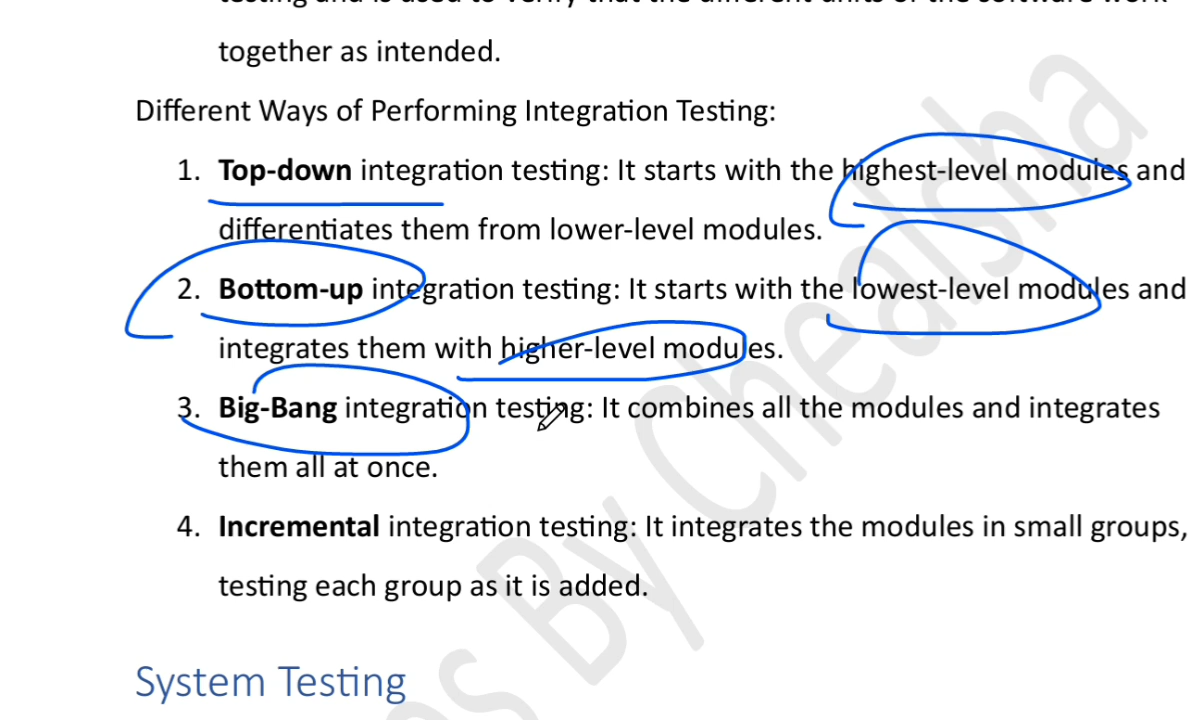 together as intended.
Different Ways of Performing Integration Testing:
1. Top-down integration testing: It starts with the highest-level modules and
differentiates them from lower-level modules.
2. Bottom-up integration testing: It starts with the lowest-level modules and
integrates them with higher-level modules.
3. Big-Bang integration testing: It combines all the modules and integrates
them all at once.
4. Incremental integration testing: It integrates the modules in small groups,
testing each group as it is added.
System Testing
By Chealsha